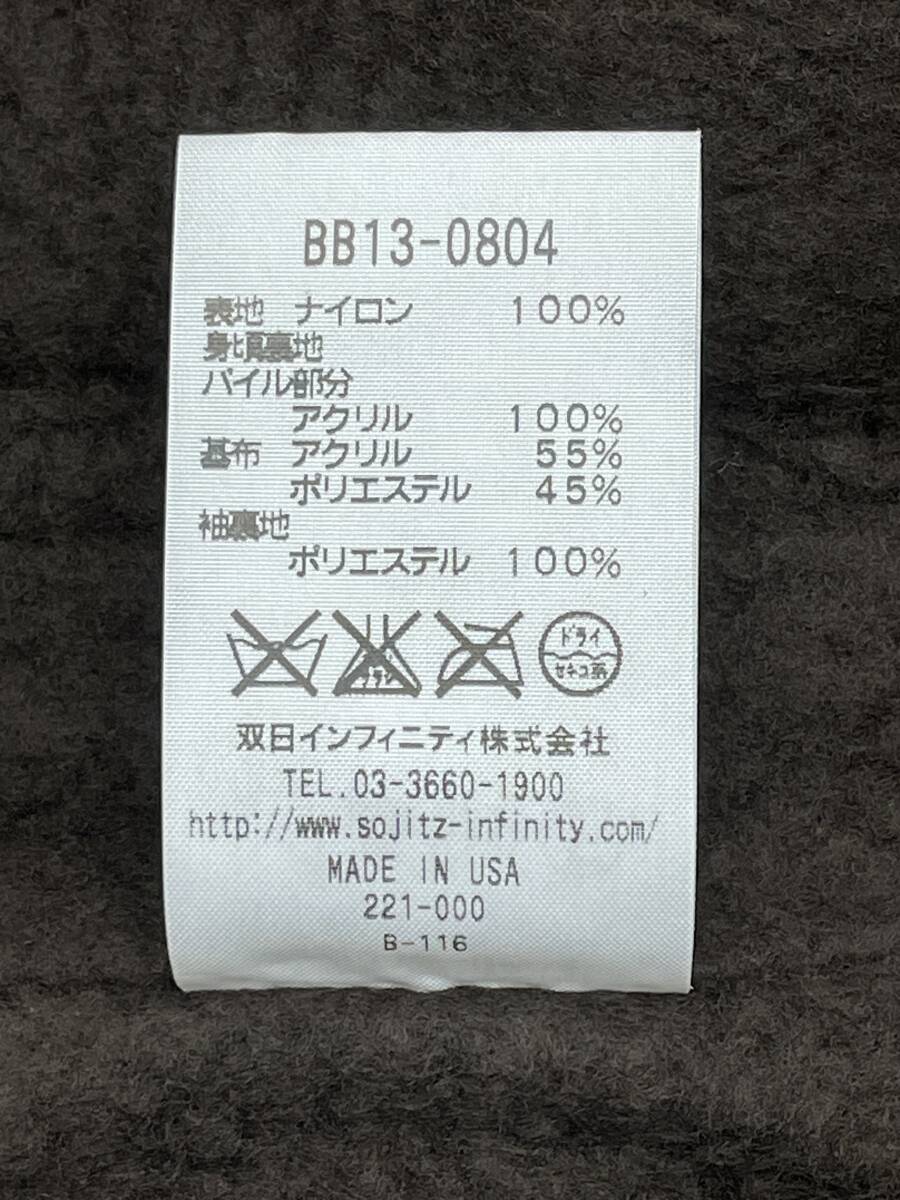 BB13-0804
表地 ナイロン 100%
身頃裏地
パイル部分
アクリル 100%
基布 アクリル 55%
ポリエステル 45%
袖裏地
ポリエステル 100%
ドライ
セキユ系
双日インフィニティ株式会社
TEL.03-3660-1900
http://www.sojitz-infinity.com/
MADE IN USA
221-000
B-116